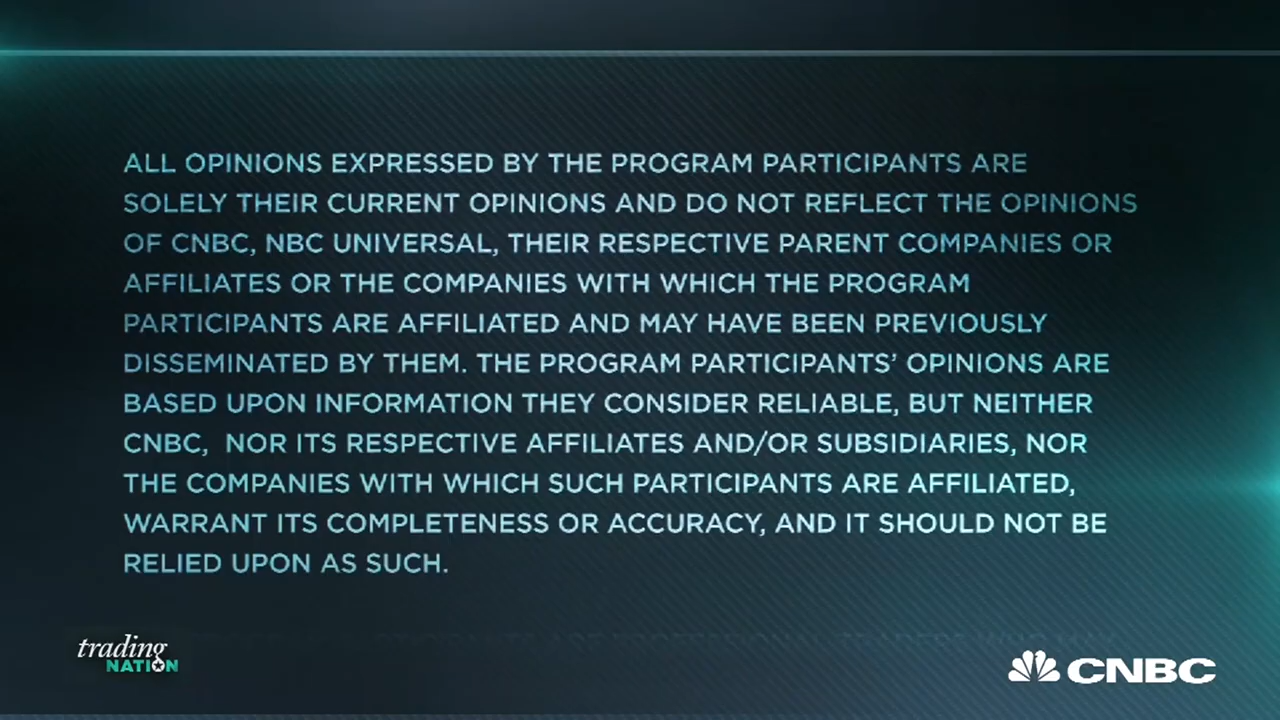 ALL OPINIONS EXPRESSED BY THE PROGRAM PARTICIPANTS ARE
SOLELY THEIR CURRENT OPINIONS AND DO NOT REFLECT THE OPINIONS
OF CNBC, NBC UNIVERSAL, THEIR RESPECTIVE PARENT COMPANIES OR
AFFILIATES OR THE COMPANIES WITH WHICH THE PROGRAM
PARTICIPANTS ARE AFFILIATED AND MAY HAVE BEEN PREVIOUSLY
DISSEMINATED BY THEM. THE PROGRAM PARTICIPANTS’ OPINIONS ARE
BASED UPON INFORMATION THEY CONSIDER RELIABLE, BUT NEITHER
CNBC,  NOR ITS RESPECTIVE AFFILIATES AND/OR SUBSIDIARIES, NOR
THE COMPANIES WITH WHICH SUCH PARTICIPANTS ARE AFFILIATED,
WARRANT ITS COMPLETENESS OR ACCURACY, AND IT SHOULD NOT BE
RELIED UPON AS SUCH.
trading
NATION
CNBC